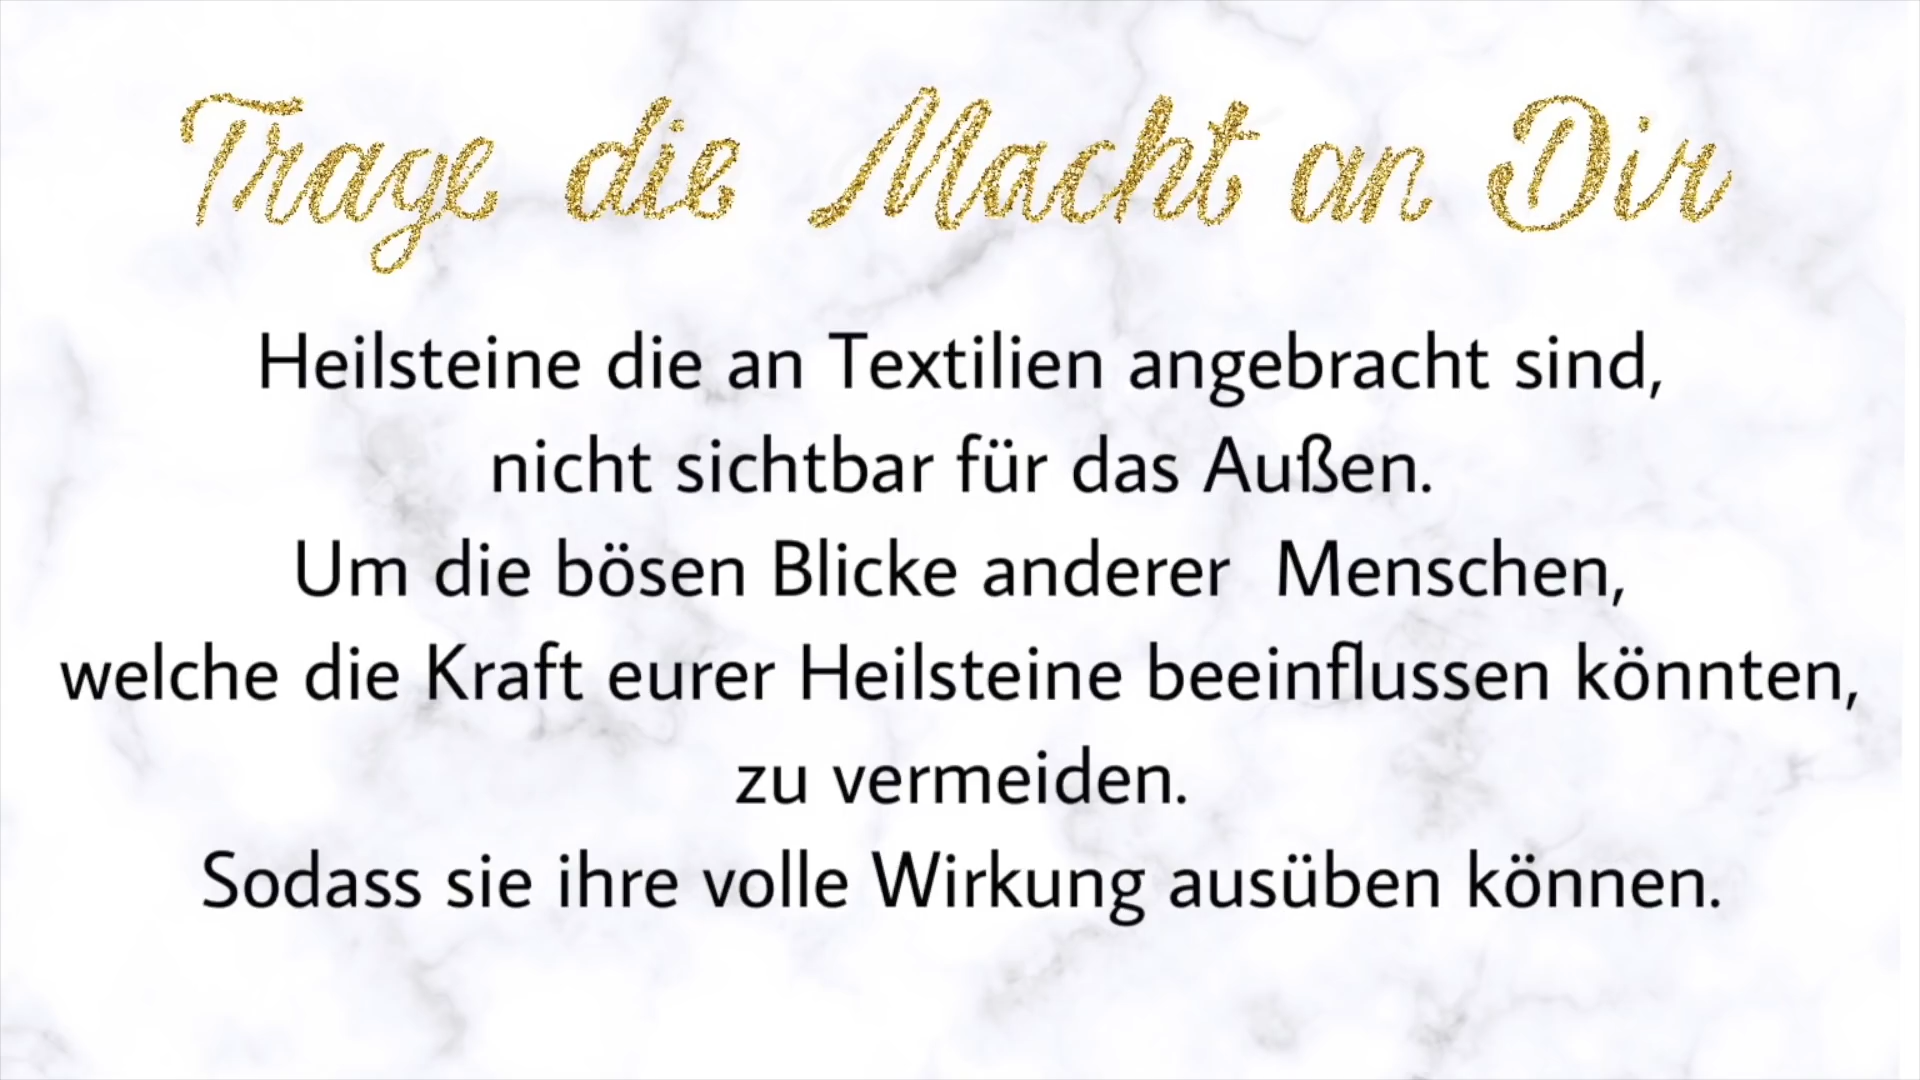 Trage die Macht an Dir
Heilsteine die an Textilien angebracht sind,
nicht sichtbar für das Außen.
Um die bösen Blicke anderer  Menschen,
welche die Kraft eurer Heilsteine beeinflussen könnten,
zu vermeiden.
Sodass sie ihre volle Wirkung ausüben können.